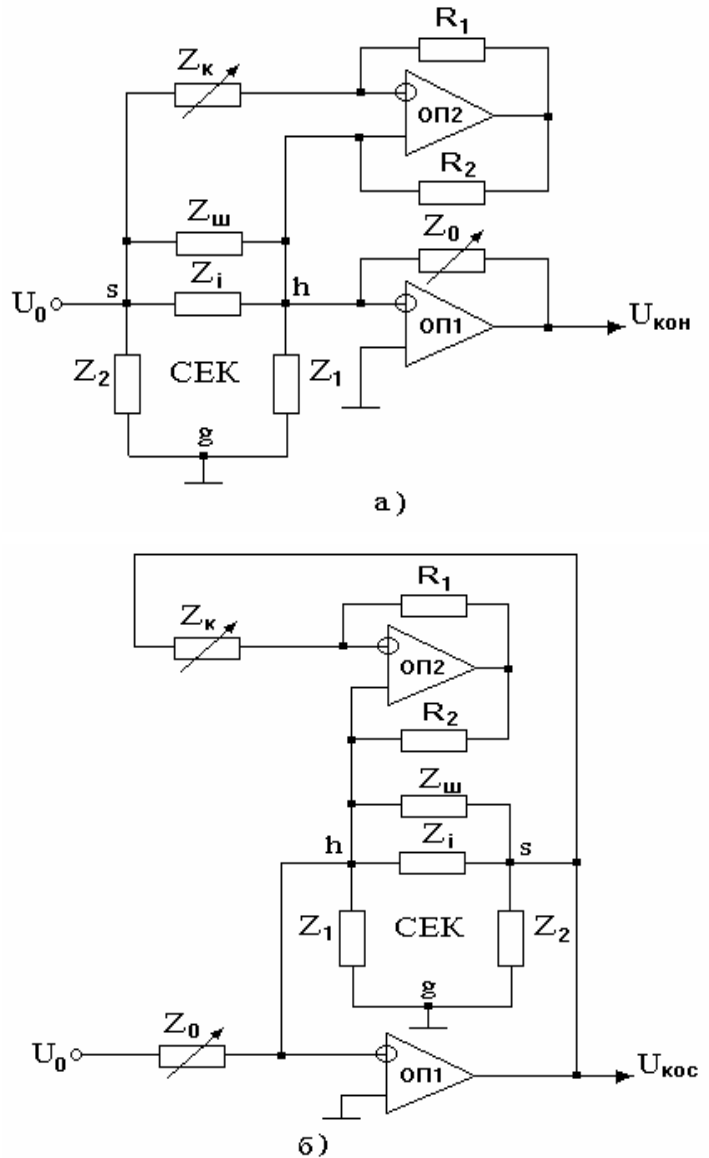 R1
Zк
ОП2
R2
Zш
Z0
Zi
U0
s
h
ОП1
Uкон
Z2
СЕК
Z1
g
а)
R1
Zк
ОП2
R2
Zш
Zi
h
s
Z1
СЕК
Z2
g
Z0
U0
ОП1
Uкос
б)